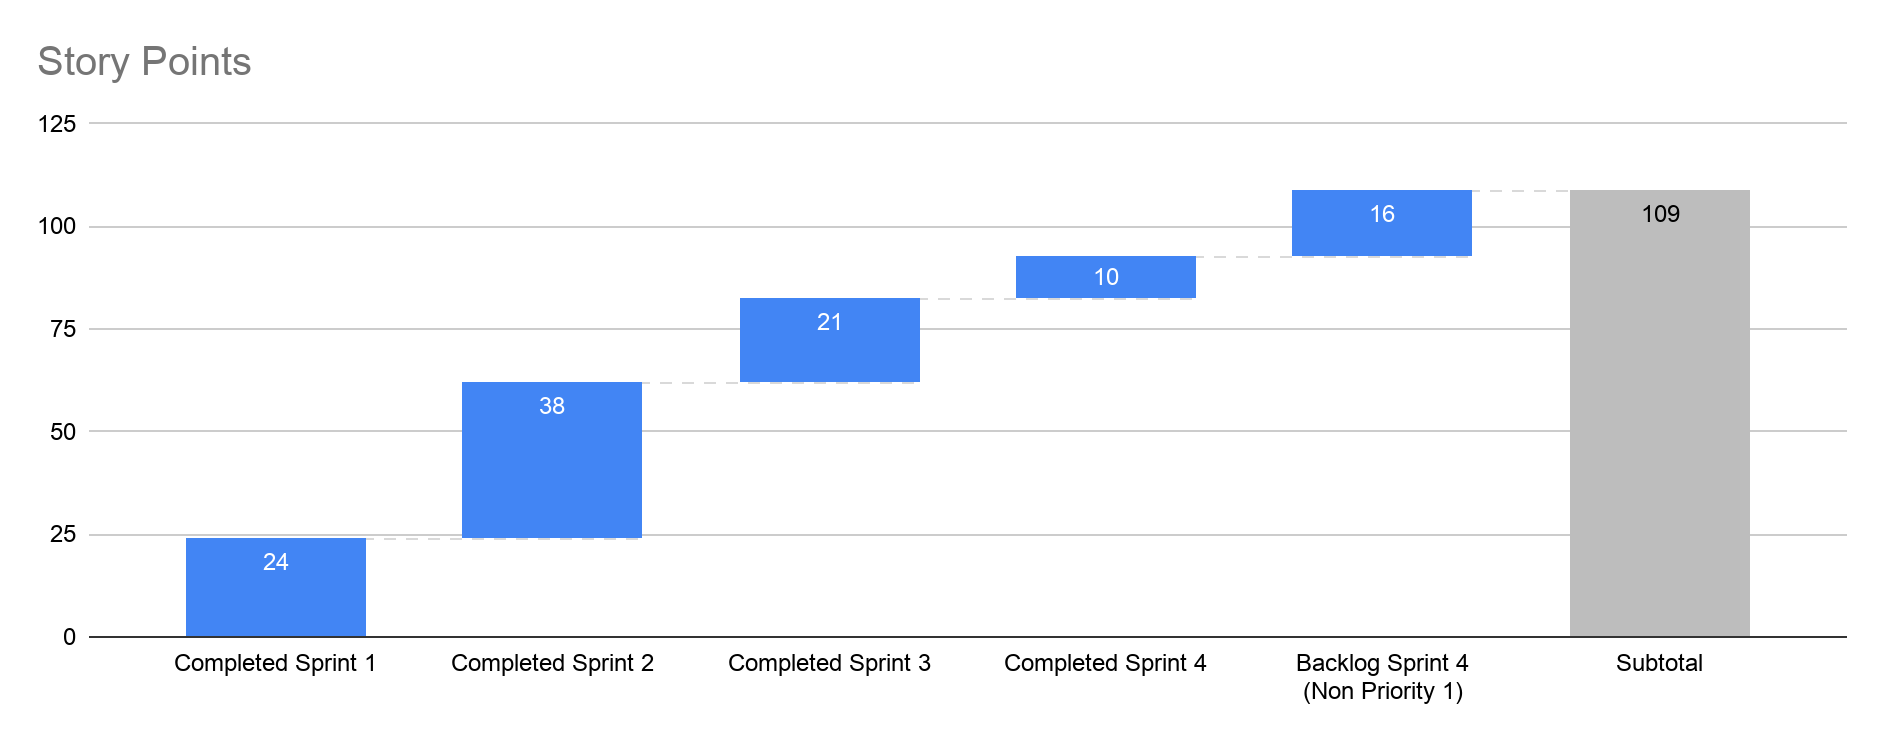 Story Points
125
100
75
50
25
0
24
38
21
10
16
109
Completed Sprint 1
Completed Sprint 2
Completed Sprint 3
Completed Sprint 4
Backlog Sprint 4
(Non Priority 1)
Subtotal